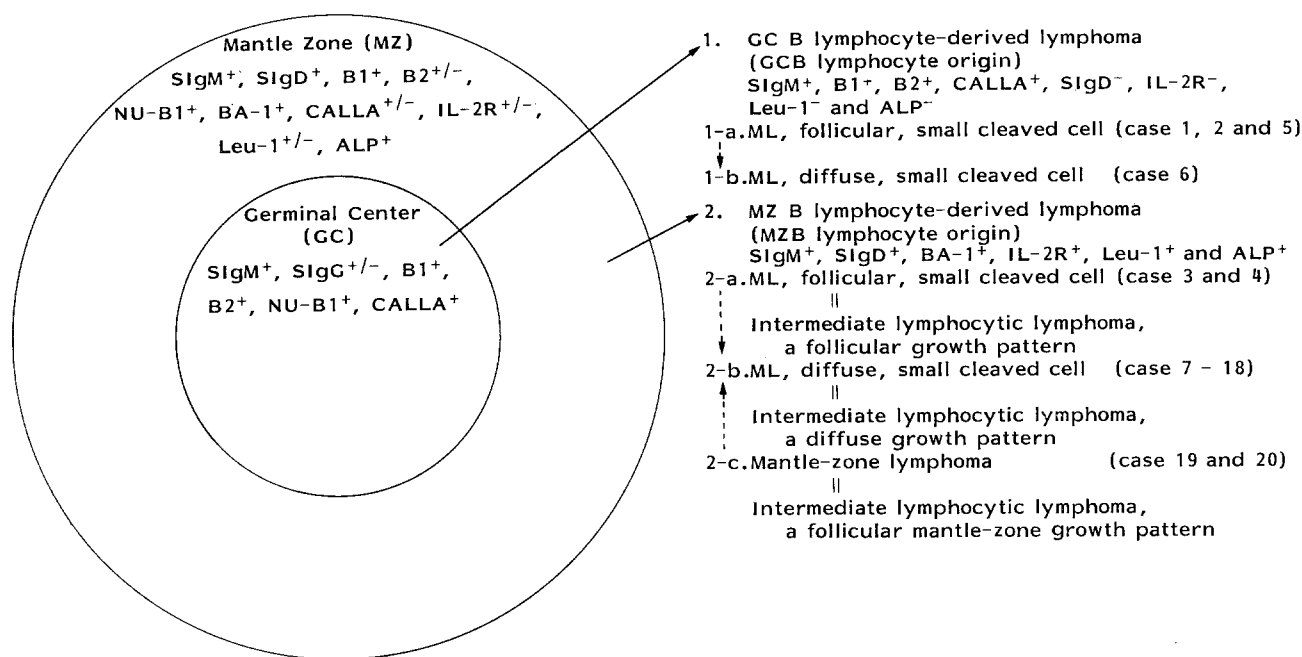 Mantle Zone (MZ)
SIgM⁺, SIgD⁺, B1⁺, B2⁺/⁻,
NU-B1⁺, BA-1⁺, CALLA⁺/⁻, IL-2R⁺/⁻,
Leu-1⁺/⁻, ALP⁺
Germinal Center
(GC)
SIgM⁺, SIgG⁺/⁻, B1⁺,
B2⁺, NU-B1⁺, CALLA⁺
1. GC B lymphocyte-derived lymphoma
(GCB lymphocyte origin)
SIgM⁺, B1⁺, B2⁺, CALLA⁺, SIgD⁻, IL-2R⁻,
Leu-1⁻ and ALP⁻
1-a. ML, follicular, small cleaved cell (case 1, 2 and 5)
1-b. ML, diffuse, small cleaved cell (case 6)
2. MZ B lymphocyte-derived lymphoma
(MZB lymphocyte origin)
SIgM⁺, SIgD⁺, BA-1⁺, IL-2R⁺, Leu-1⁺ and ALP⁺
2-a. ML, follicular, small cleaved cell (case 3 and 4)
॥
Intermediate lymphocytic lymphoma,
a follicular growth pattern
2-b. ML, diffuse, small cleaved cell (case 7 - 18)
॥
Intermediate lymphocytic lymphoma,
a diffuse growth pattern
2-c. Mantle-zone lymphoma (case 19 and 20)
॥
Intermediate lymphocytic lymphoma,
a follicular mantle-zone growth pattern